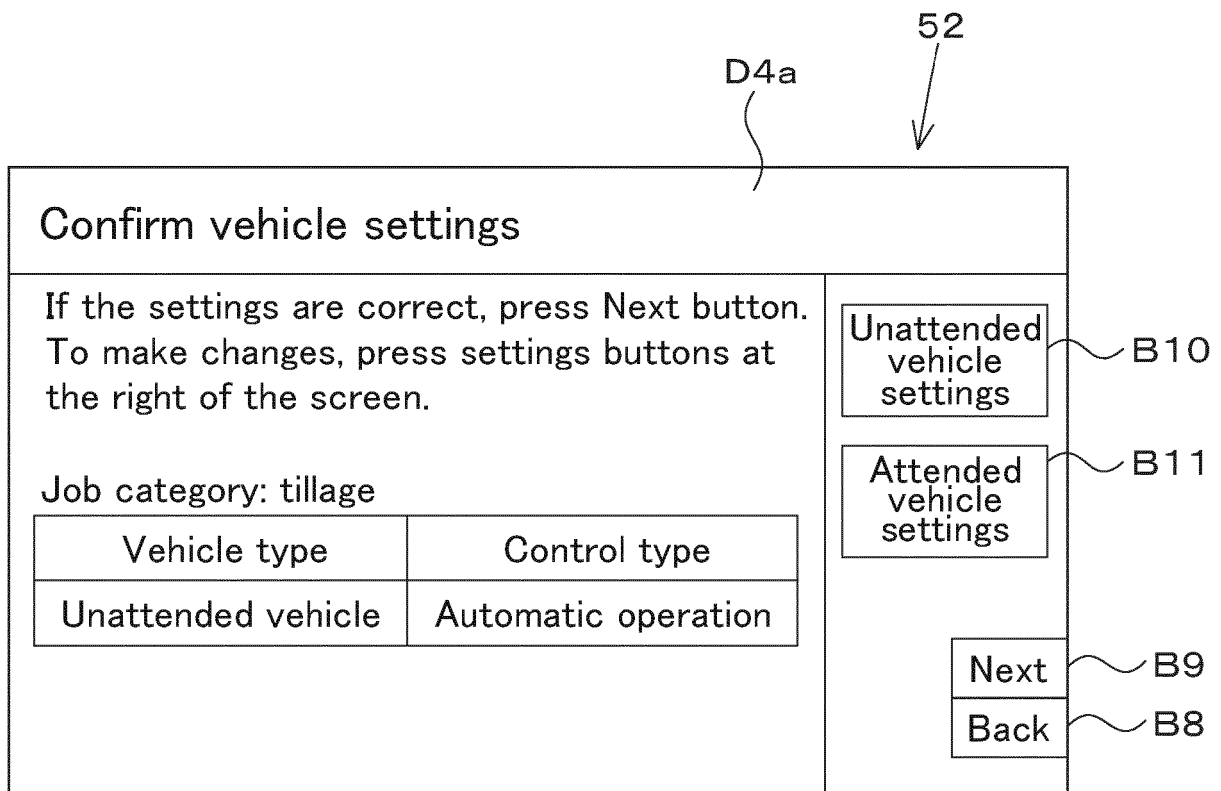 52
D4a
Confirm vehicle settings
If the settings are correct, press Next button.
To make changes, press settings buttons at
the right of the screen.
Job category: tillage
Vehicle type
Control type
Unattended vehicle
Automatic operation
Unattended
vehicle
settings
B10
Attended
vehicle
settings
B11
Next
B9
Back
B8